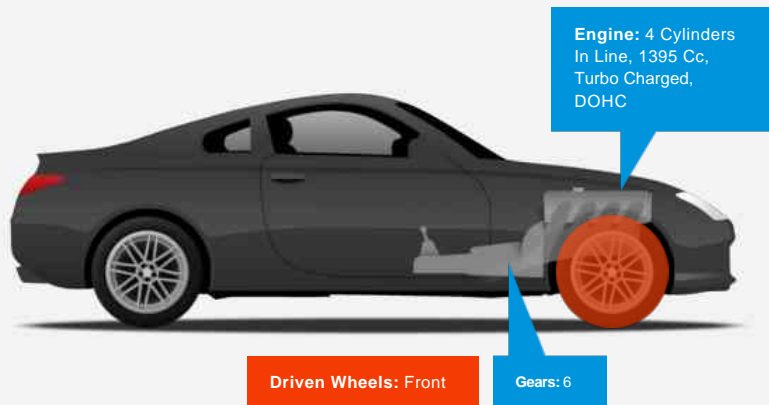 Engine: 4 Cylinders
In Line, 1395 Cc,
Turbo Charged,
DOHC
Driven Wheels: Front
Gears: 6